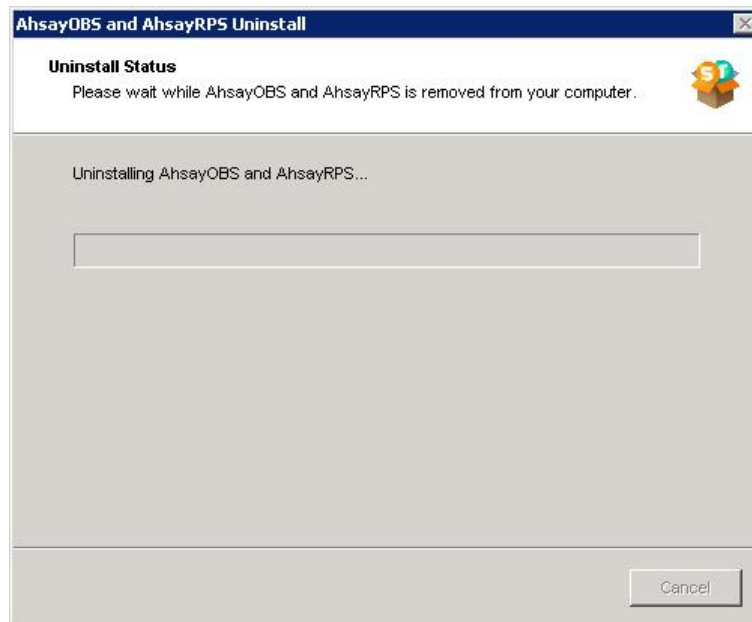 AhsayOBS and AhsayRPS Uninstall
Uninstall Status
Please wait while AhsayOBS and AhsayRPS is removed from your computer.
ST
Uninstalling AhsayOBS and AhsayRPS...
Cancel